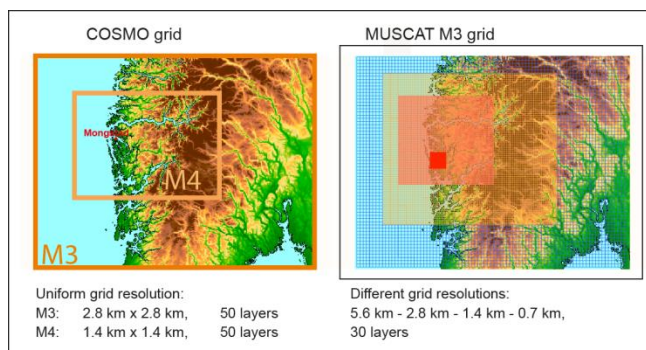 COSMO grid
MUSCAT M3 grid
M4
M3
Uniform grid resolution:
M3: 2.8 km x 2.8 km, 50 layers
M4: 1.4 km x 1.4 km, 50 layers
Different grid resolutions:
5.6 km - 2.8 km - 1.4 km - 0.7 km,
30 layers